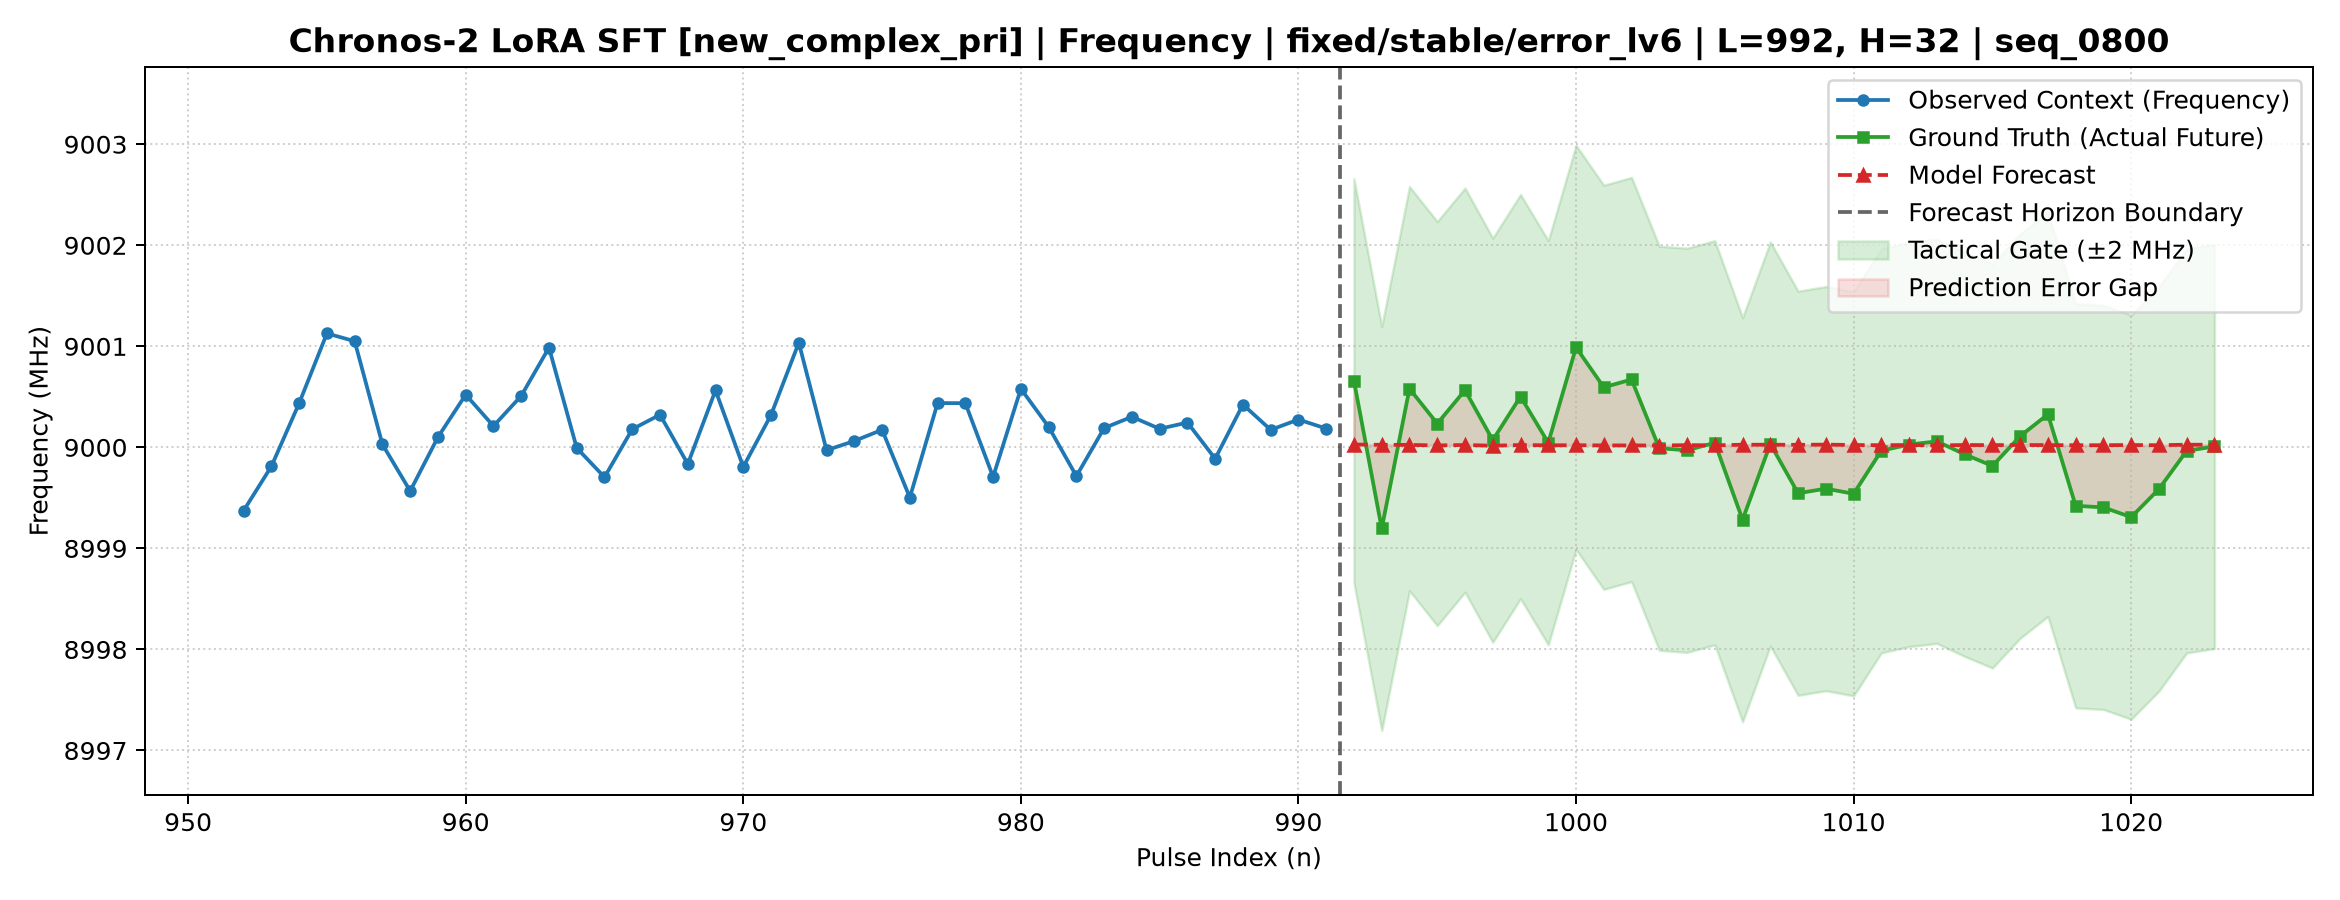 Chronos-2 LoRA SFT [new_complex_pri] | Frequency | fixed/stable/error_lv6 | L=992, H=32 | seq_0800
Observed Context (Frequency)
Ground Truth (Actual Future)
Model Forecast
Forecast Horizon Boundary
Tactical Gate (±2 MHz)
Prediction Error Gap
Frequency (MHz)
9003
9002
9001
9000
8999
8998
8997
950 960 970 980 990 1000 1010 1020
Pulse Index (n)